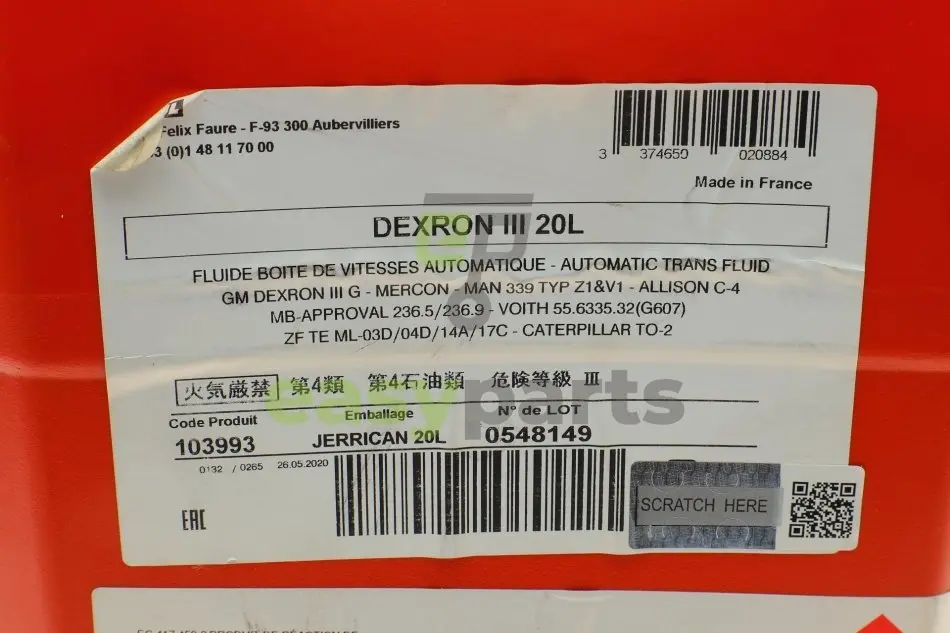 Felix Faure - F-93 300 Aubervilliers
3 (0)1 48 11 70 00
3 374650 020884
Made in France
DEXRON III 20L
FLUIDE BOITE DE VITESSES AUTOMATIQUE - AUTOMATIC TRANS FLUID
GM DEXRON III G - MERCON - MAN 339 TYP Z1&V1 - ALLISON C-4
MB-APPROVAL 236.5/236.9 - VOITH 55.6335.32(G607)
ZF TE ML-03D/04D/14A/17C - CATERPILLAR TO-2
火気厳禁 第4類 第4石油類 危険等級 III
easyparts
Code Produit Emballage N° de LOT
103993 JERRICAN 20L 0548149
0132 / 0265 26.05.2020
SCRATCH HERE
EAC